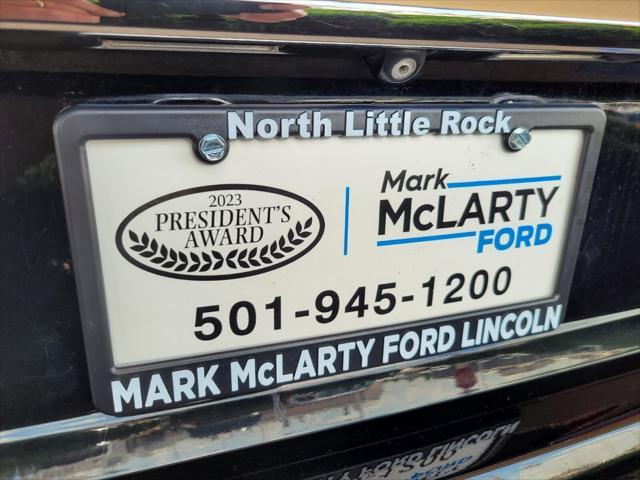 North Little Rock
2023
PRESIDENT'S
AWARD
Mark
McLARTY
FORD
501-945-1200
MARK McLARTY FORD LINCOLN